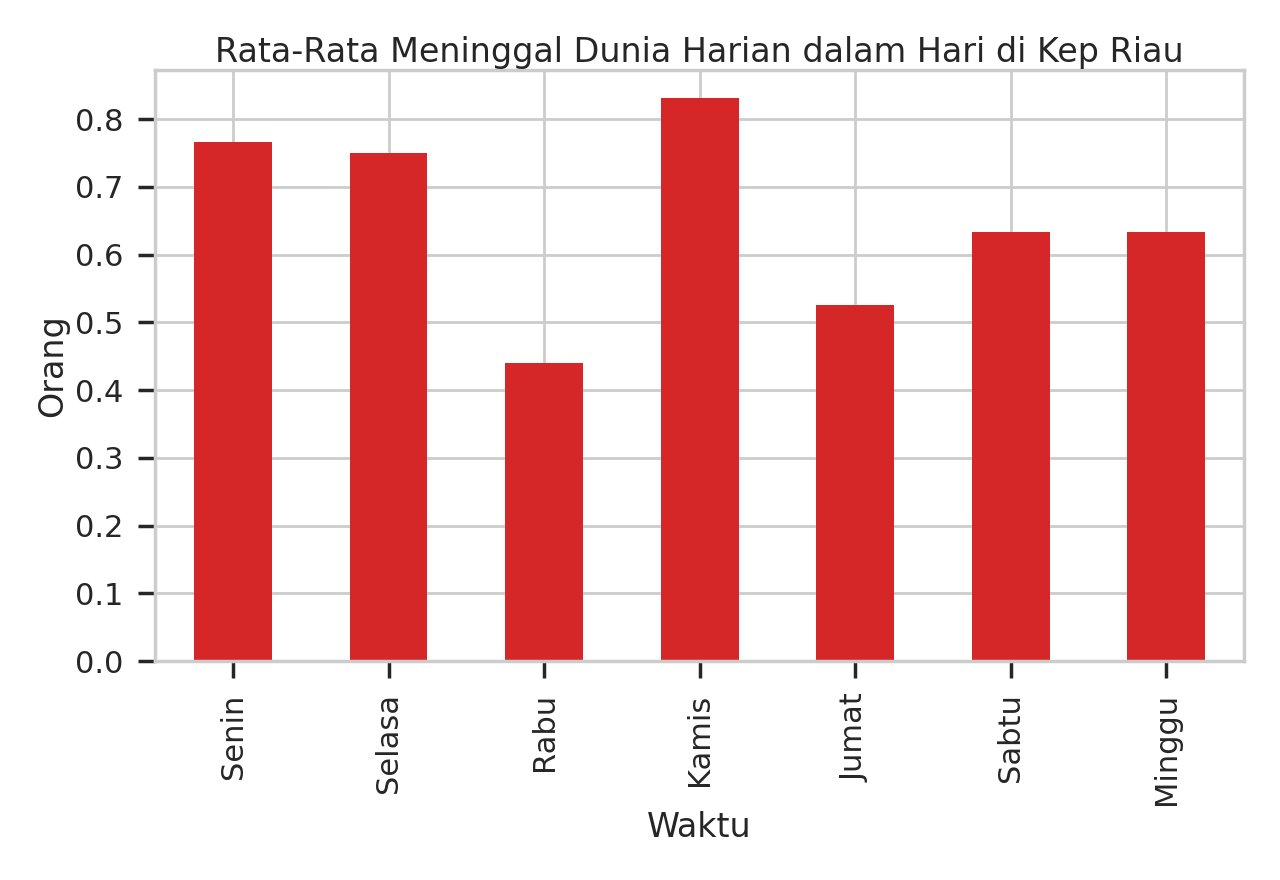 Rata-Rata Meninggal Dunia Harian dalam Hari di Kep Riau
Orang
0.8
0.7
0.6
0.5
0.4
0.3
0.2
0.1
0.0
Senin
Selasa
Rabu
Kamis
Jumat
Sabtu
Minggu
Waktu